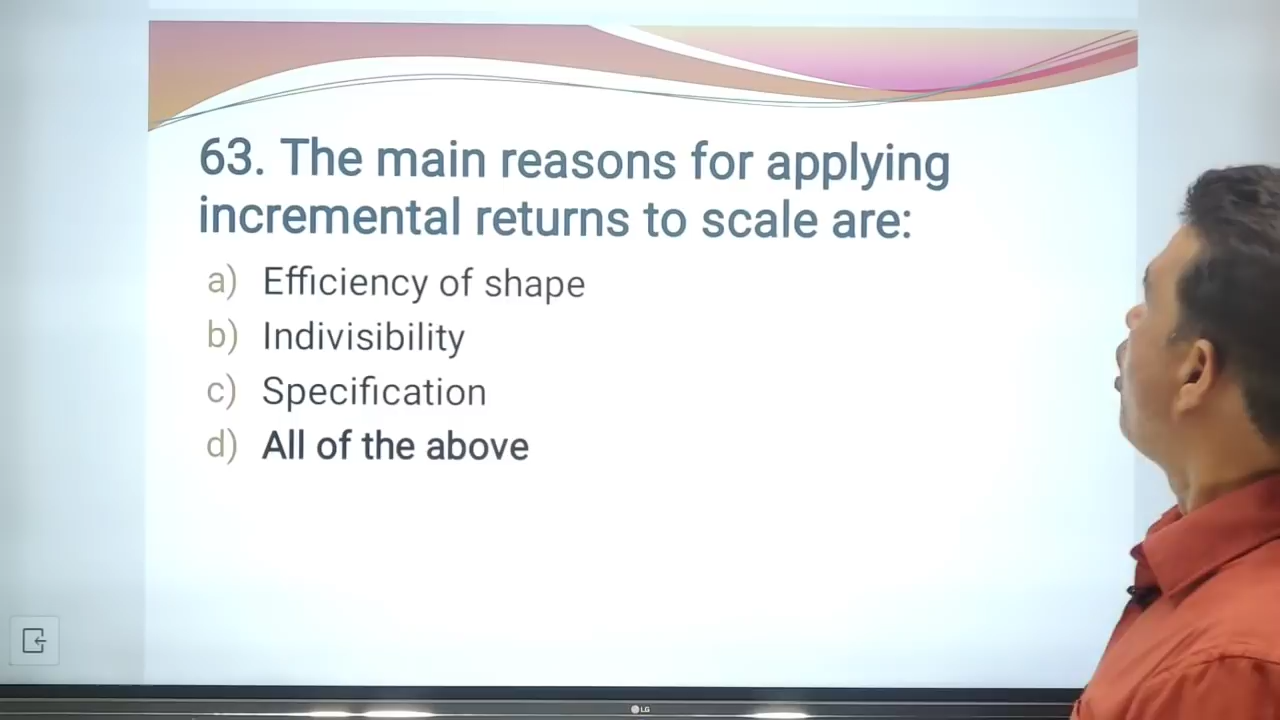 63. The main reasons for applying
incremental returns to scale are:
a) Efficiency of shape
b) Indivisibility
c) Specification
d) All of the above
LG